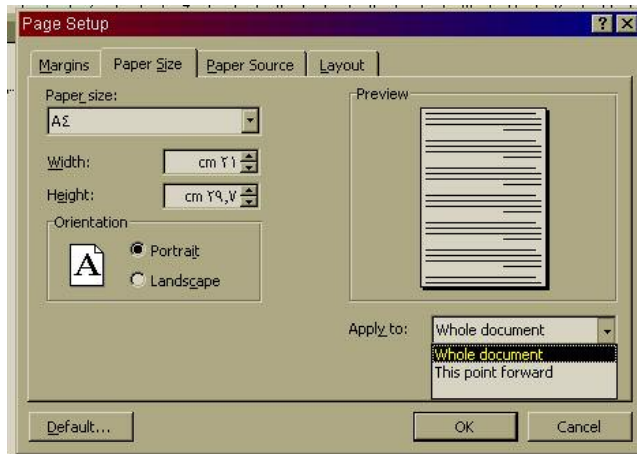 Page Setup
Margins
Paper Size
Paper Source
Layout
Paper size:
A٤
Width:
cm ٢١
Height:
cm ٢٩,٧
Orientation
A
Portrait
Landscape
Preview
Apply to:
Whole document
Whole document
This point forward
Default...
OK
Cancel